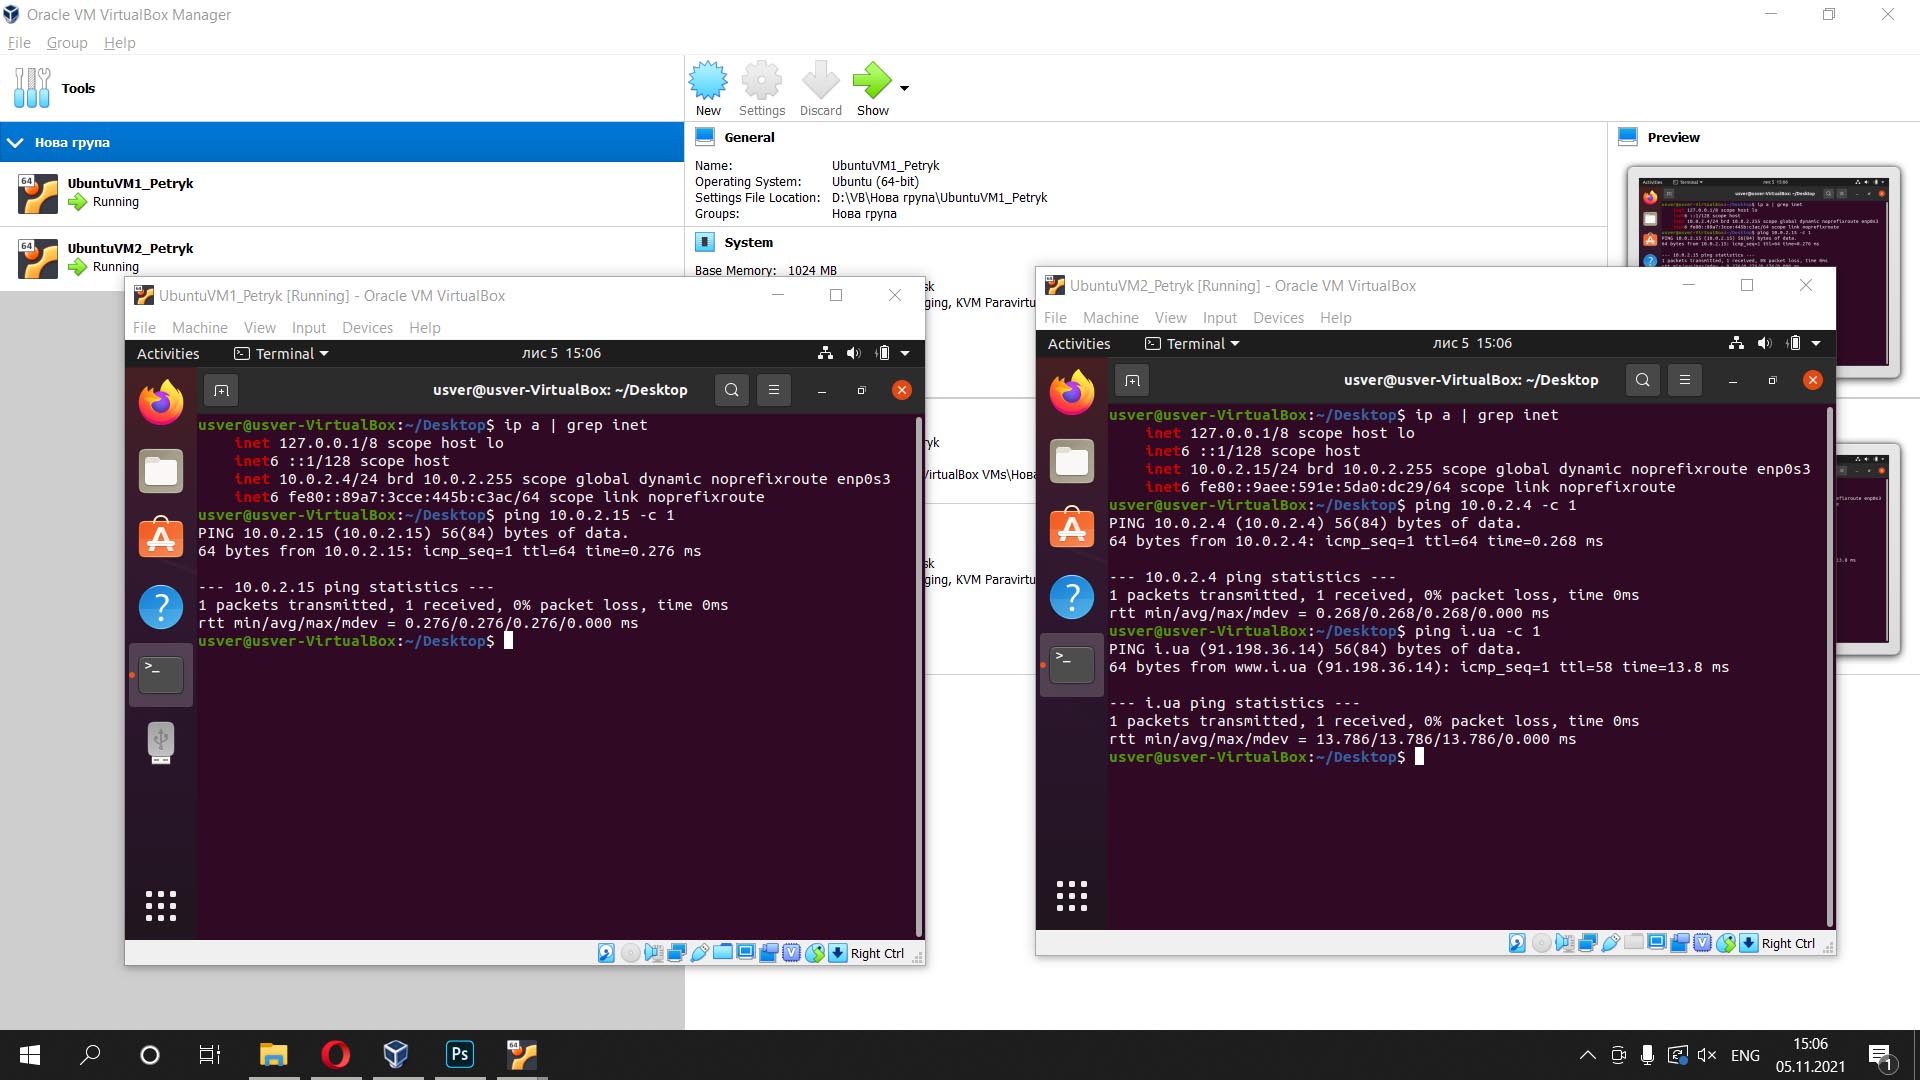 Oracle VM VirtualBox Manager
File Group Help
Tools
New Settings Discard Show
Нова група
64
UbuntuVM1_Petryk
Running
64
UbuntuVM2_Petryk
Running
General
Name: UbuntuVM1_Petryk
Operating System: Ubuntu (64-bit)
Settings File Location: D:\VB\Нова група\UbuntuVM1_Petryk
Groups: Нова група
System
Base Memory: 1024 MB
Preview
sk
ging, KVM Paravirtu
ryk
/irtualBox VMs\Нова
sk
ging, KVM Paravirtu
UbuntuVM1_Petryk [Running] - Oracle VM VirtualBox
File Machine View Input Devices Help
Activities Terminal лис 5 15:06
usver@usver-VirtualBox: ~/Desktop
usver@usver-VirtualBox:~/Desktop$ ip a | grep inet
inet 127.0.0.1/8 scope host lo
inet6 ::1/128 scope host
inet 10.0.2.4/24 brd 10.0.2.255 scope global dynamic noprefixroute enp0s3
inet6 fe80::89a7:3cce:445b:c3ac/64 scope link noprefixroute
usver@usver-VirtualBox:~/Desktop$ ping 10.0.2.15 -c 1
PING 10.0.2.15 (10.0.2.15) 56(84) bytes of data.
64 bytes from 10.0.2.15: icmp_seq=1 ttl=64 time=0.276 ms
--- 10.0.2.15 ping statistics ---
1 packets transmitted, 1 received, 0% packet loss, time 0ms
rtt min/avg/max/mdev = 0.276/0.276/0.276/0.000 ms
usver@usver-VirtualBox:~/Desktop$
Right Ctrl
UbuntuVM2_Petryk [Running] - Oracle VM VirtualBox
File Machine View Input Devices Help
Activities Terminal лис 5 15:06
usver@usver-VirtualBox: ~/Desktop
usver@usver-VirtualBox:~/Desktop$ ip a | grep inet
inet 127.0.0.1/8 scope host lo
inet6 ::1/128 scope host
inet 10.0.2.15/24 brd 10.0.2.255 scope global dynamic noprefixroute enp0s3
inet6 fe80::9aee:591e:5da0:dc29/64 scope link noprefixroute
usver@usver-VirtualBox:~/Desktop$ ping 10.0.2.4 -c 1
PING 10.0.2.4 (10.0.2.4) 56(84) bytes of data.
64 bytes from 10.0.2.4: icmp_seq=1 ttl=64 time=0.268 ms
--- 10.0.2.4 ping statistics ---
1 packets transmitted, 1 received, 0% packet loss, time 0ms
rtt min/avg/max/mdev = 0.268/0.268/0.268/0.000 ms
usver@usver-VirtualBox:~/Desktop$ ping i.ua -c 1
PING i.ua (91.198.36.14) 56(84) bytes of data.
64 bytes from www.i.ua (91.198.36.14): icmp_seq=1 ttl=58 time=13.8 ms
--- i.ua ping statistics ---
1 packets transmitted, 1 received, 0% packet loss, time 0ms
rtt min/avg/max/mdev = 13.786/13.786/13.786/0.000 ms
usver@usver-VirtualBox:~/Desktop$
Right Ctrl
Ps
64
ENG
15:06
05.11.2021
1